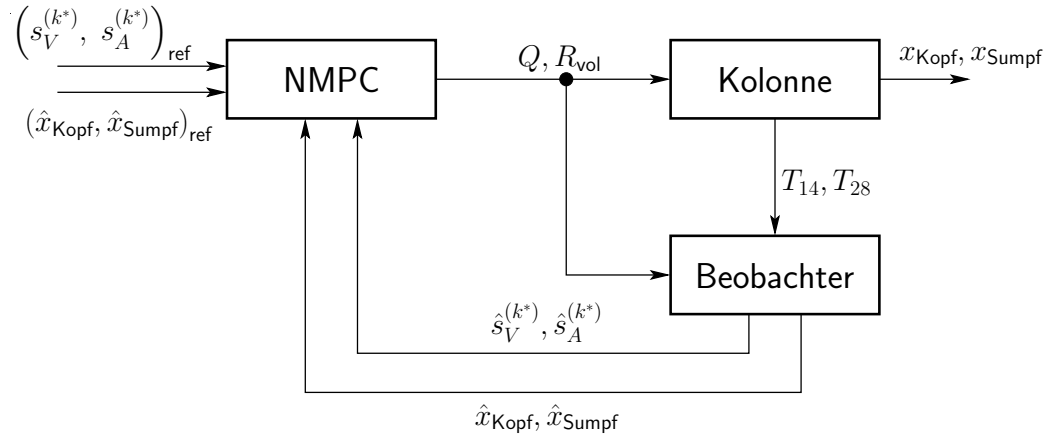 (s_V^(k*), s_A^(k*))_ref
(x̂_Kopf, x̂_Sumpf)_ref
NMPC
Q, R_vol
Kolonne
x_Kopf, x_Sumpf
T_14, T_28
Beobachter
ŝ_V^(k*), ŝ_A^(k*)
x̂_Kopf, x̂_Sumpf